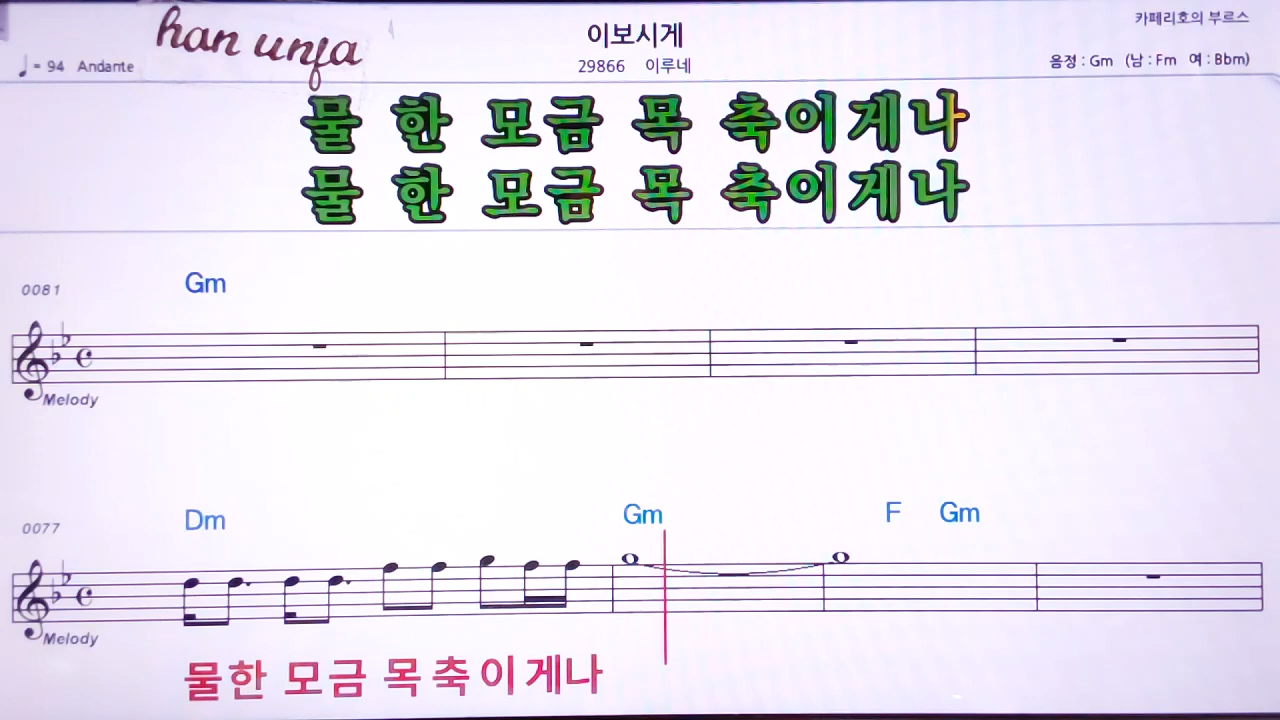 han unfa
이보시게
카페리호의 부르스
♩= 94 Andante
29866 이루네
음정 : Gm (남 : Fm 여 : Bbm)
물 한 모금 목 축이게나
물 한 모금 목 축이게나
0081 Gm
Melody
0077 Dm Gm F Gm
Melody
물한 모금 목축이게나